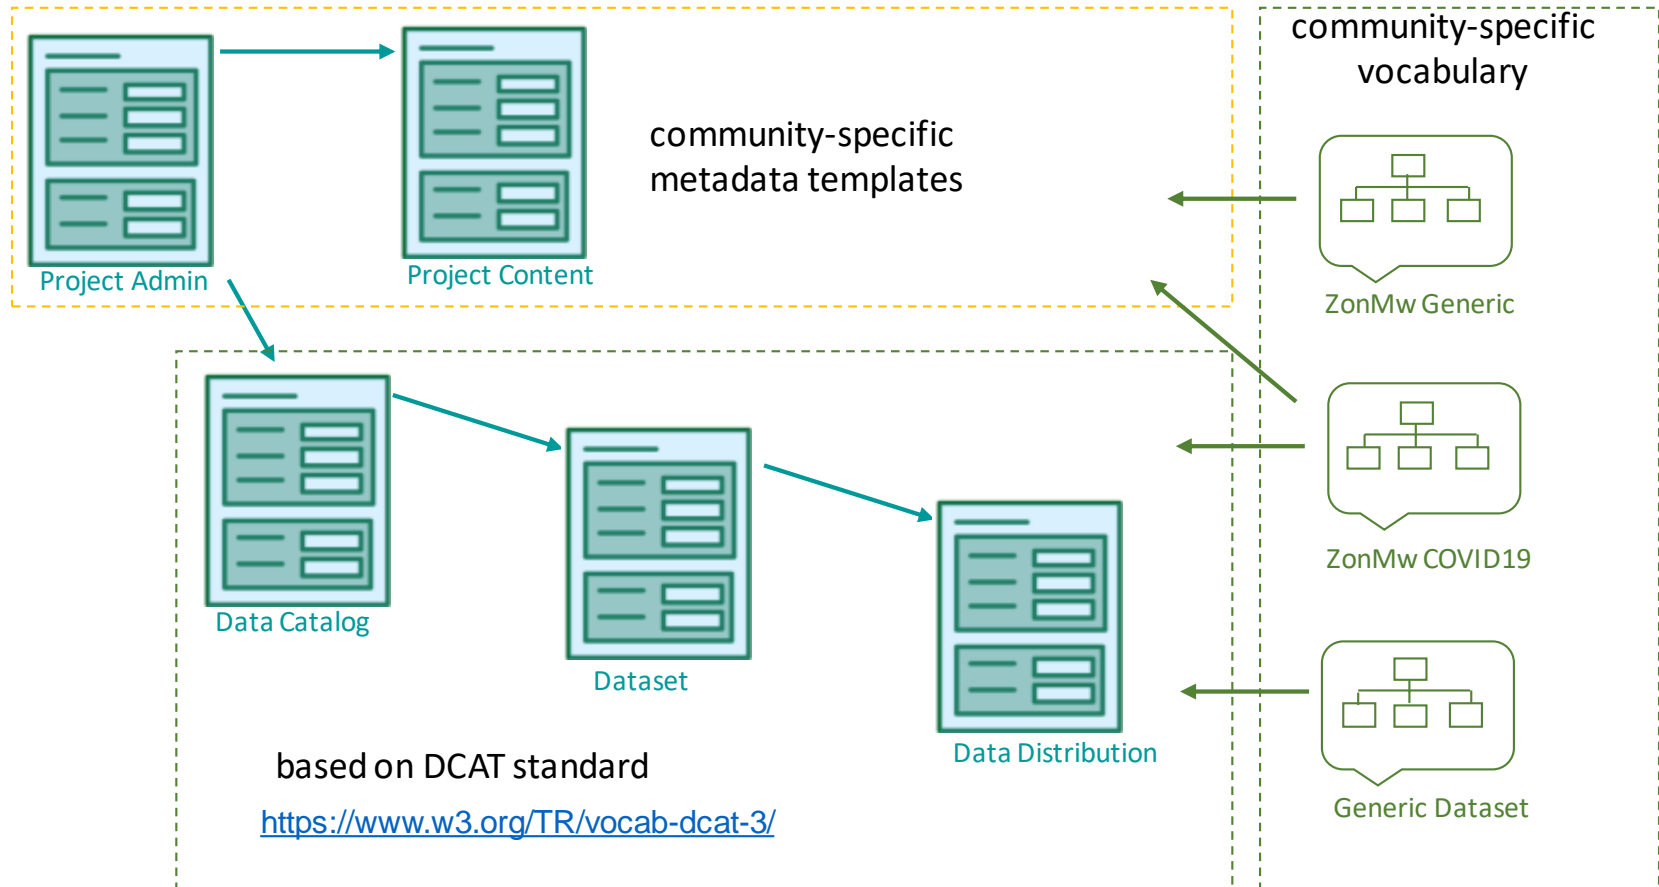 community-specific
vocabulary
community-specific
metadata templates
Project Admin
Project Content
ZonMw Generic
ZonMw COVID19
Data Catalog
Dataset
Data Distribution
based on DCAT standard
https://www.w3.org/TR/vocab-dcat-3/
Generic Dataset